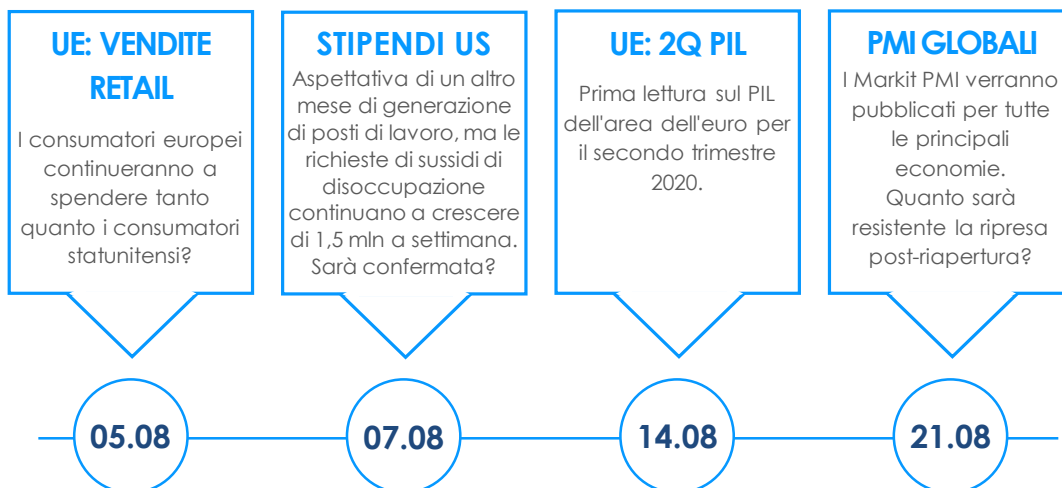 UE: VENDITE
RETAIL
I consumatori europei
continueranno a
spendere tanto
quanto i consumatori
statunitensi?
STIPENDI US
Aspettativa di un altro
mese di generazione
di posti di lavoro, ma le
richieste di sussidi di
disoccupazione
continuano a crescere
di 1,5 mln a settimana.
Sarà confermata?
UE: 2Q PIL
Prima lettura sul PIL
dell'area dell'euro per
il secondo trimestre
2020.
PMI GLOBALI
I Markit PMI verranno
pubblicati per tutte
le principali
economie.
Quanto sarà
resistente la ripresa
post-riapertura?
05.08
07.08
14.08
21.08